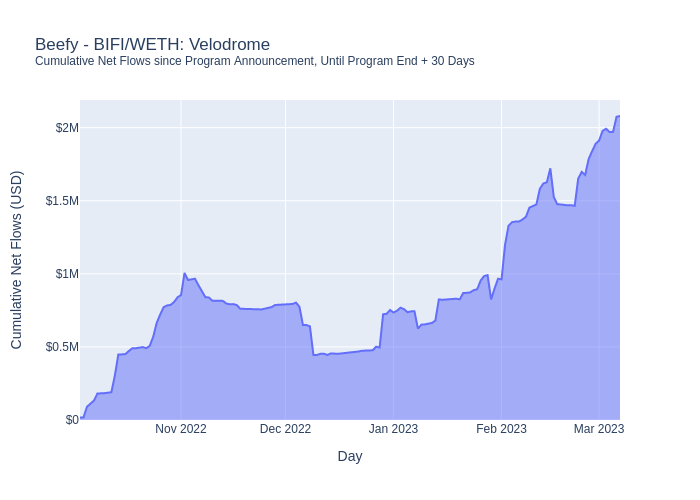 Beefy - BIFI/WETH: Velodrome
Cumulative Net Flows since Program Announcement, Until Program End + 30 Days
Cumulative Net Flows (USD)
$2M
$1.5M
$1M
$0.5M
$0
Nov 2022
Dec 2022
Jan 2023
Feb 2023
Mar 2023
Day